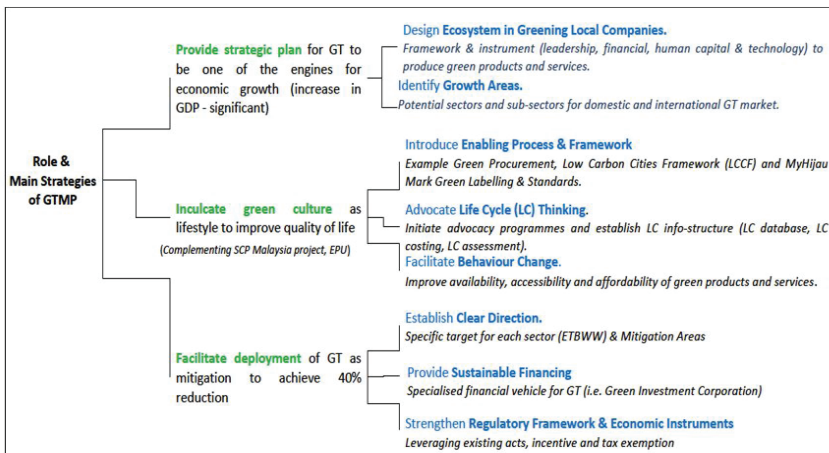 Role &
Main Strategies
of GTMP
Provide strategic plan for GT to
be one of the engines for
economic growth (increase in
GDP - significant)
Design Ecosystem in Greening Local Companies.
Framework & instrument (leadership, financial, human capital & technology) to
produce green products and services.
Identify Growth Areas.
Potential sectors and sub-sectors for domestic and international GT market.
Inculcate green culture as
lifestyle to improve quality of life
(Complementing SCP Malaysia project, EPU)
Introduce Enabling Process & Framework
Example Green Procurement, Low Carbon Cities Framework (LCCF) and MyHijau
Mark Green Labelling & Standards.
Advocate Life Cycle (LC) Thinking.
Initiate advocacy programmes and establish LC info-structure (LC database, LC
costing, LC assessment).
Facilitate Behaviour Change.
Improve availability, accessibility and affordability of green products and services.
Facilitate deployment of GT as
mitigation to achieve 40%
reduction
Establish Clear Direction.
Specific target for each sector (ETBWW) & Mitigation Areas
Provide Sustainable Financing
Specialised financial vehicle for GT (i.e. Green Investment Corporation)
Strengthen Regulatory Framework & Economic Instruments
Leveraging existing acts, incentive and tax exemption